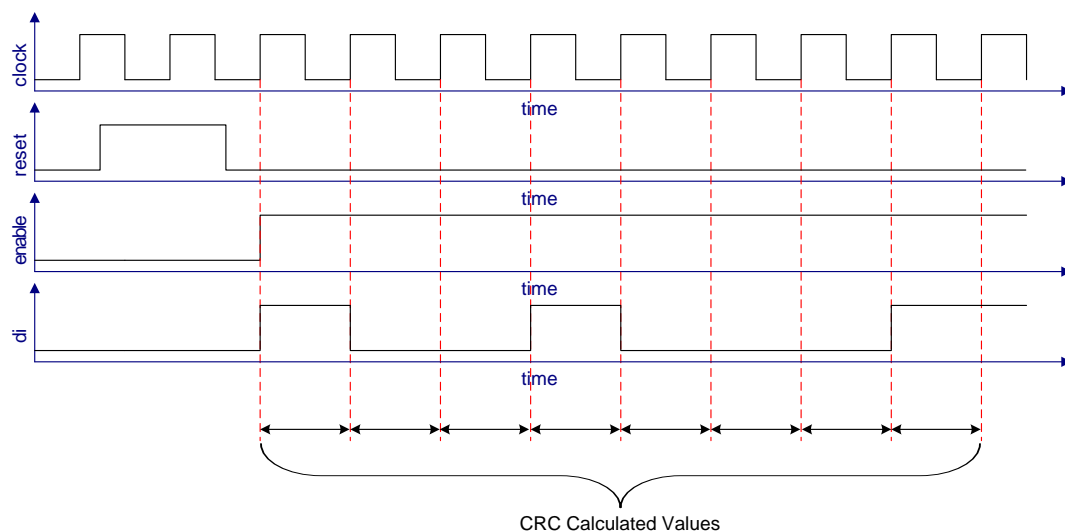 clock
time
reset
time
enable
time
di
time
CRC Calculated Values